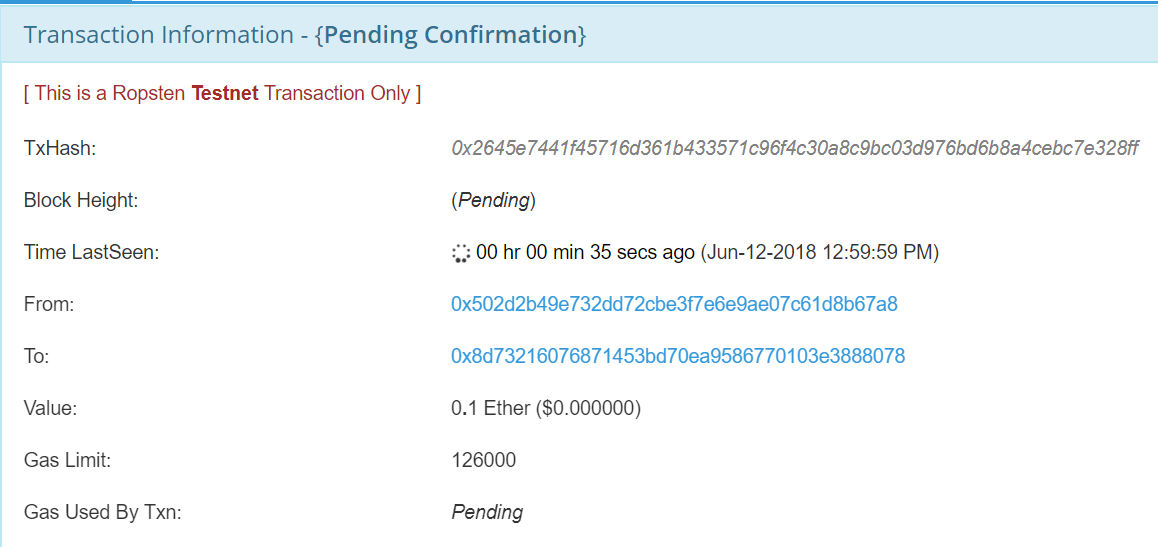 Transaction Information - {Pending Confirmation}
[ This is a Ropsten Testnet Transaction Only ]
TxHash: 0x2645e7441f45716d361b433571c96f4c30a8c9bc03d976bd6b8a4cebc7e328ff
Block Height: (Pending)
Time LastSeen: 00 hr 00 min 35 secs ago (Jun-12-2018 12:59:59 PM)
From: 0x502d2b49e732dd72cbe3f7e6e9ae07c61d8b67a8
To: 0x8d73216076871453bd70ea9586770103e3888078
Value: 0.1 Ether ($0.000000)
Gas Limit: 126000
Gas Used By Txn: Pending